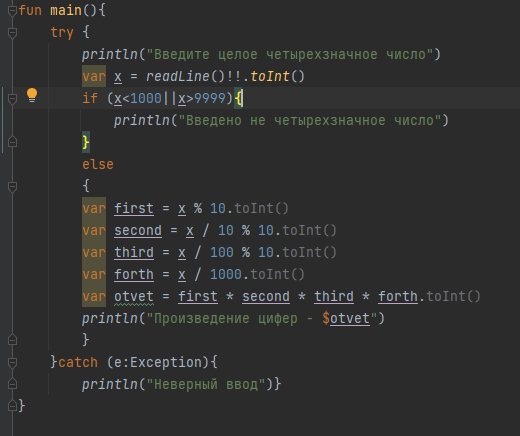 fun main(){
try {
println("Введите целое четырехзначное число")
var x = readLine()!!.toInt()
if (x<1000||x>9999){
println("Введено не четырехзначное число")
}
else
{
var first = x % 10.toInt()
var second = x / 10 % 10.toInt()
var third = x / 100 % 10.toInt()
var forth = x / 1000.toInt()
var otvet = first * second * third * forth.toInt()
println("Произведение цифер - $otvet")
}
}catch (e:Exception){
println("Неверный ввод")}
}